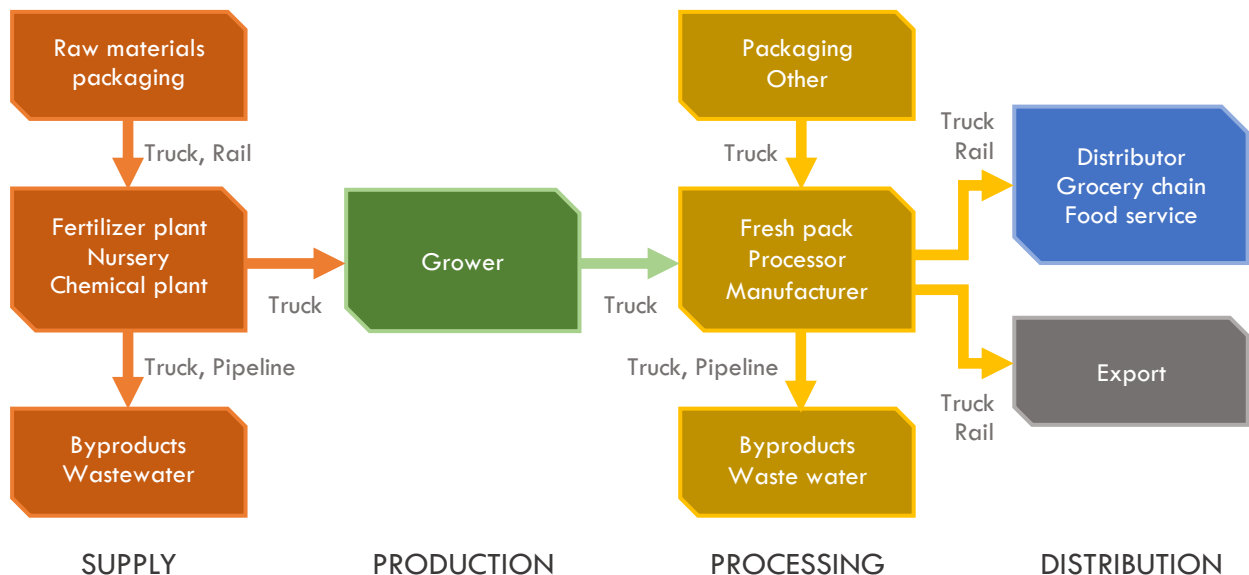 Raw materials
packaging
Truck, Rail
Fertilizer plant
Nursery
Chemical plant
Truck, Pipeline
Byproducts
Wastewater
Truck
Grower
Truck
Packaging
Other
Truck
Fresh pack
Processor
Manufacturer
Truck, Pipeline
Byproducts
Waste water
Truck
Rail
Distributor
Grocery chain
Food service
Truck
Rail
Export
SUPPLY
PRODUCTION
PROCESSING
DISTRIBUTION